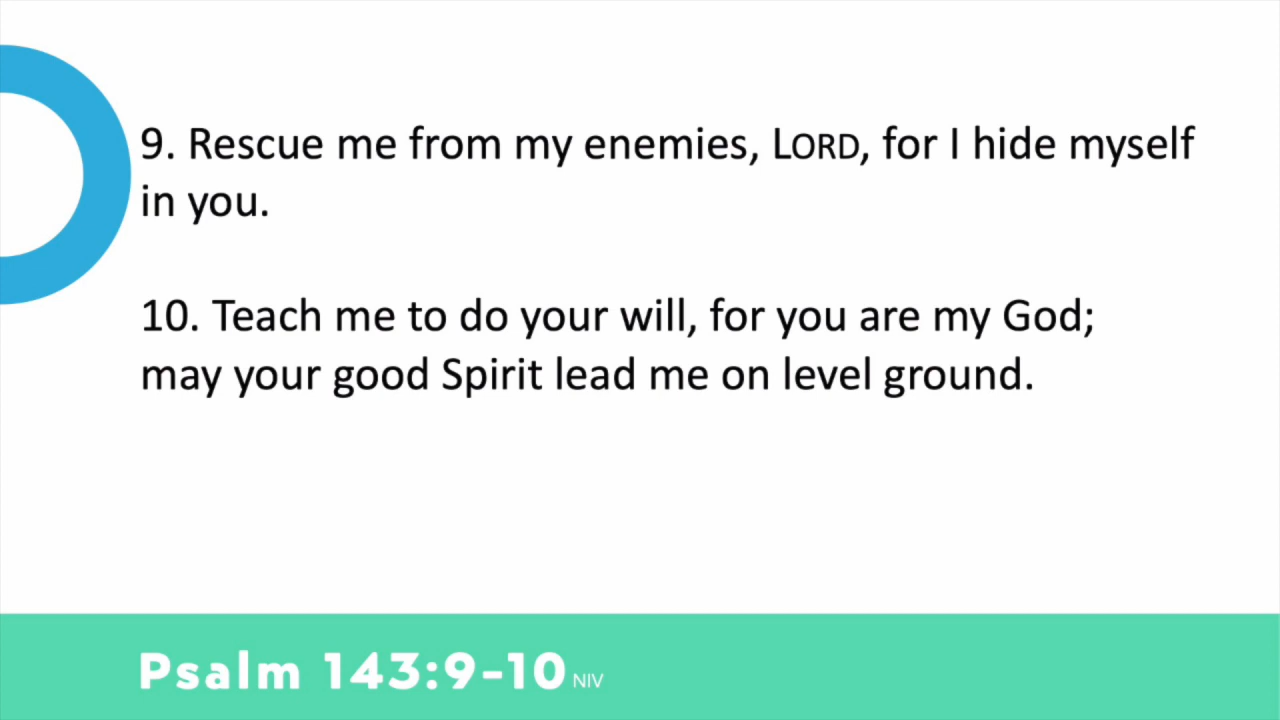 9. Rescue me from my enemies, LORD, for I hide myself
in you.
10. Teach me to do your will, for you are my God;
may your good Spirit lead me on level ground.
Psalm 143:9-10 NIV